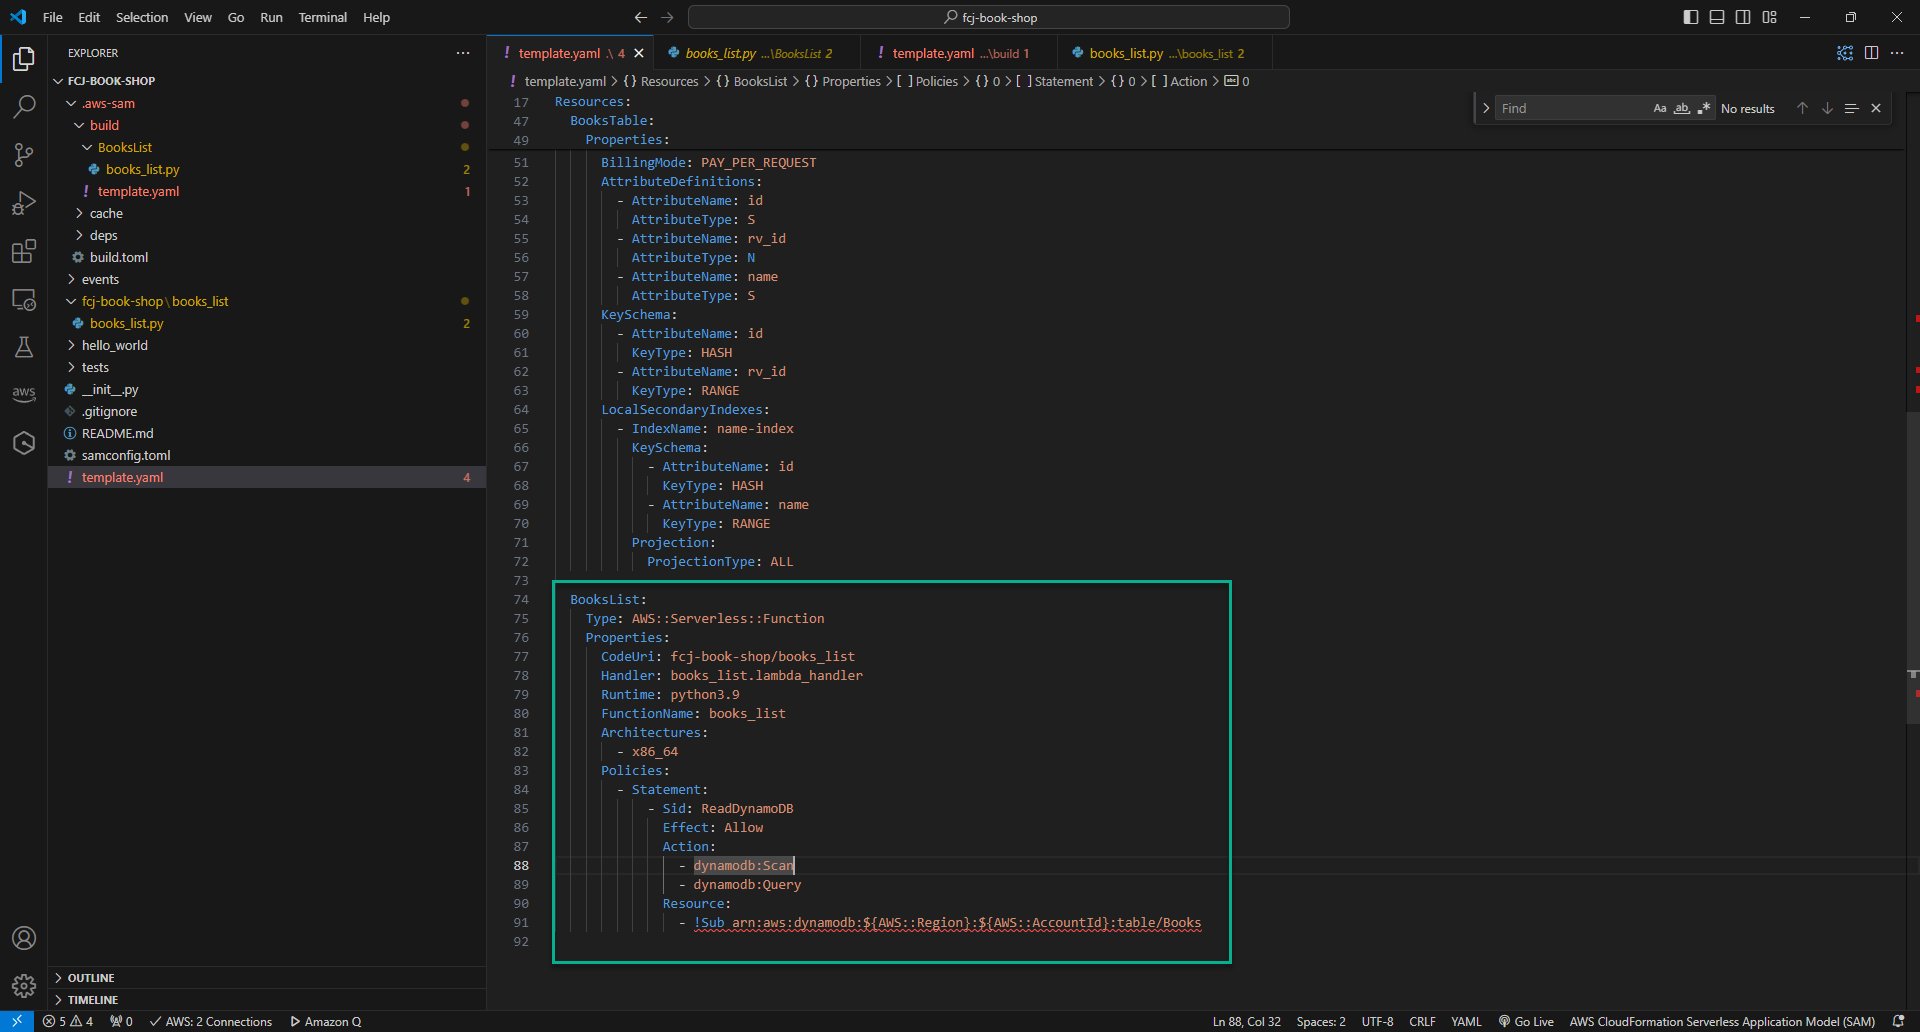 File Edit Selection View Go Run Terminal Help
fcj-book-shop
EXPLORER
template.yaml .\ 4
books_list.py ...\BooksList 2
template.yaml ...\build 1
books_list.py ...\books_list 2
template.yaml > {} Resources > {} BooksList > {} Properties > [ ] Policies > {} 0 > [ ] Statement > {} 0 > [ ] Action > abc 0
Find Aa ab .* No results
FCJ-BOOK-SHOP
.aws-sam
build
BooksList
books_list.py 2
template.yaml 1
cache
deps
build.toml
events
fcj-book-shop\books_list
books_list.py 2
hello_world
tests
__init__.py
.gitignore
README.md
samconfig.toml
template.yaml 4
aws
OUTLINE
TIMELINE
17 Resources:
47 BooksTable:
49 Properties:
51 BillingMode: PAY_PER_REQUEST
52 AttributeDefinitions:
53 - AttributeName: id
54 AttributeType: S
55 - AttributeName: rv_id
56 AttributeType: N
57 - AttributeName: name
58 AttributeType: S
59 KeySchema:
60 - AttributeName: id
61 KeyType: HASH
62 - AttributeName: rv_id
63 KeyType: RANGE
64 LocalSecondaryIndexes:
65 - IndexName: name-index
66 KeySchema:
67 - AttributeName: id
68 KeyType: HASH
69 - AttributeName: name
70 KeyType: RANGE
71 Projection:
72 ProjectionType: ALL
73
74 BooksList:
75 Type: AWS::Serverless::Function
76 Properties:
77 CodeUri: fcj-book-shop/books_list
78 Handler: books_list.lambda_handler
79 Runtime: python3.9
80 FunctionName: books_list
81 Architectures:
82 - x86_64
83 Policies:
84 - Statement:
85 - Sid: ReadDynamoDB
86 Effect: Allow
87 Action:
88 - dynamodb:Scan
89 - dynamodb:Query
90 Resource:
91 - !Sub arn:aws:dynamodb:${AWS::Region}:${AWS::AccountId}:table/Books
92
5 4 0 AWS: 2 Connections Amazon Q Ln 88, Col 32 Spaces: 2 UTF-8 CRLF YAML Go Live AWS CloudFormation Serverless Application Model (SAM)